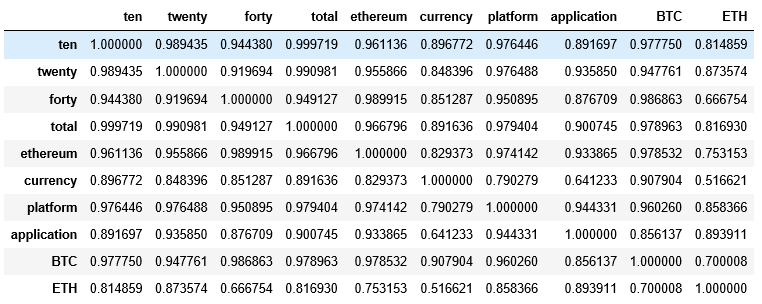 ten twenty forty total ethereum currency platform application BTC ETH
ten 1.000000 0.989435 0.944380 0.999719 0.961136 0.896772 0.976446 0.891697 0.977750 0.814859
twenty 0.989435 1.000000 0.919694 0.990981 0.955866 0.848396 0.976488 0.935850 0.947761 0.873574
forty 0.944380 0.919694 1.000000 0.949127 0.989915 0.851287 0.950895 0.876709 0.986863 0.666754
total 0.999719 0.990981 0.949127 1.000000 0.966796 0.891636 0.979404 0.900745 0.978963 0.816930
ethereum 0.961136 0.955866 0.989915 0.966796 1.000000 0.829373 0.974142 0.933865 0.978532 0.753153
currency 0.896772 0.848396 0.851287 0.891636 0.829373 1.000000 0.790279 0.641233 0.907904 0.516621
platform 0.976446 0.976488 0.950895 0.979404 0.974142 0.790279 1.000000 0.944331 0.960260 0.858366
application 0.891697 0.935850 0.876709 0.900745 0.933865 0.641233 0.944331 1.000000 0.856137 0.893911
BTC 0.977750 0.947761 0.986863 0.978963 0.978532 0.907904 0.960260 0.856137 1.000000 0.700008
ETH 0.814859 0.873574 0.666754 0.816930 0.753153 0.516621 0.858366 0.893911 0.700008 1.000000